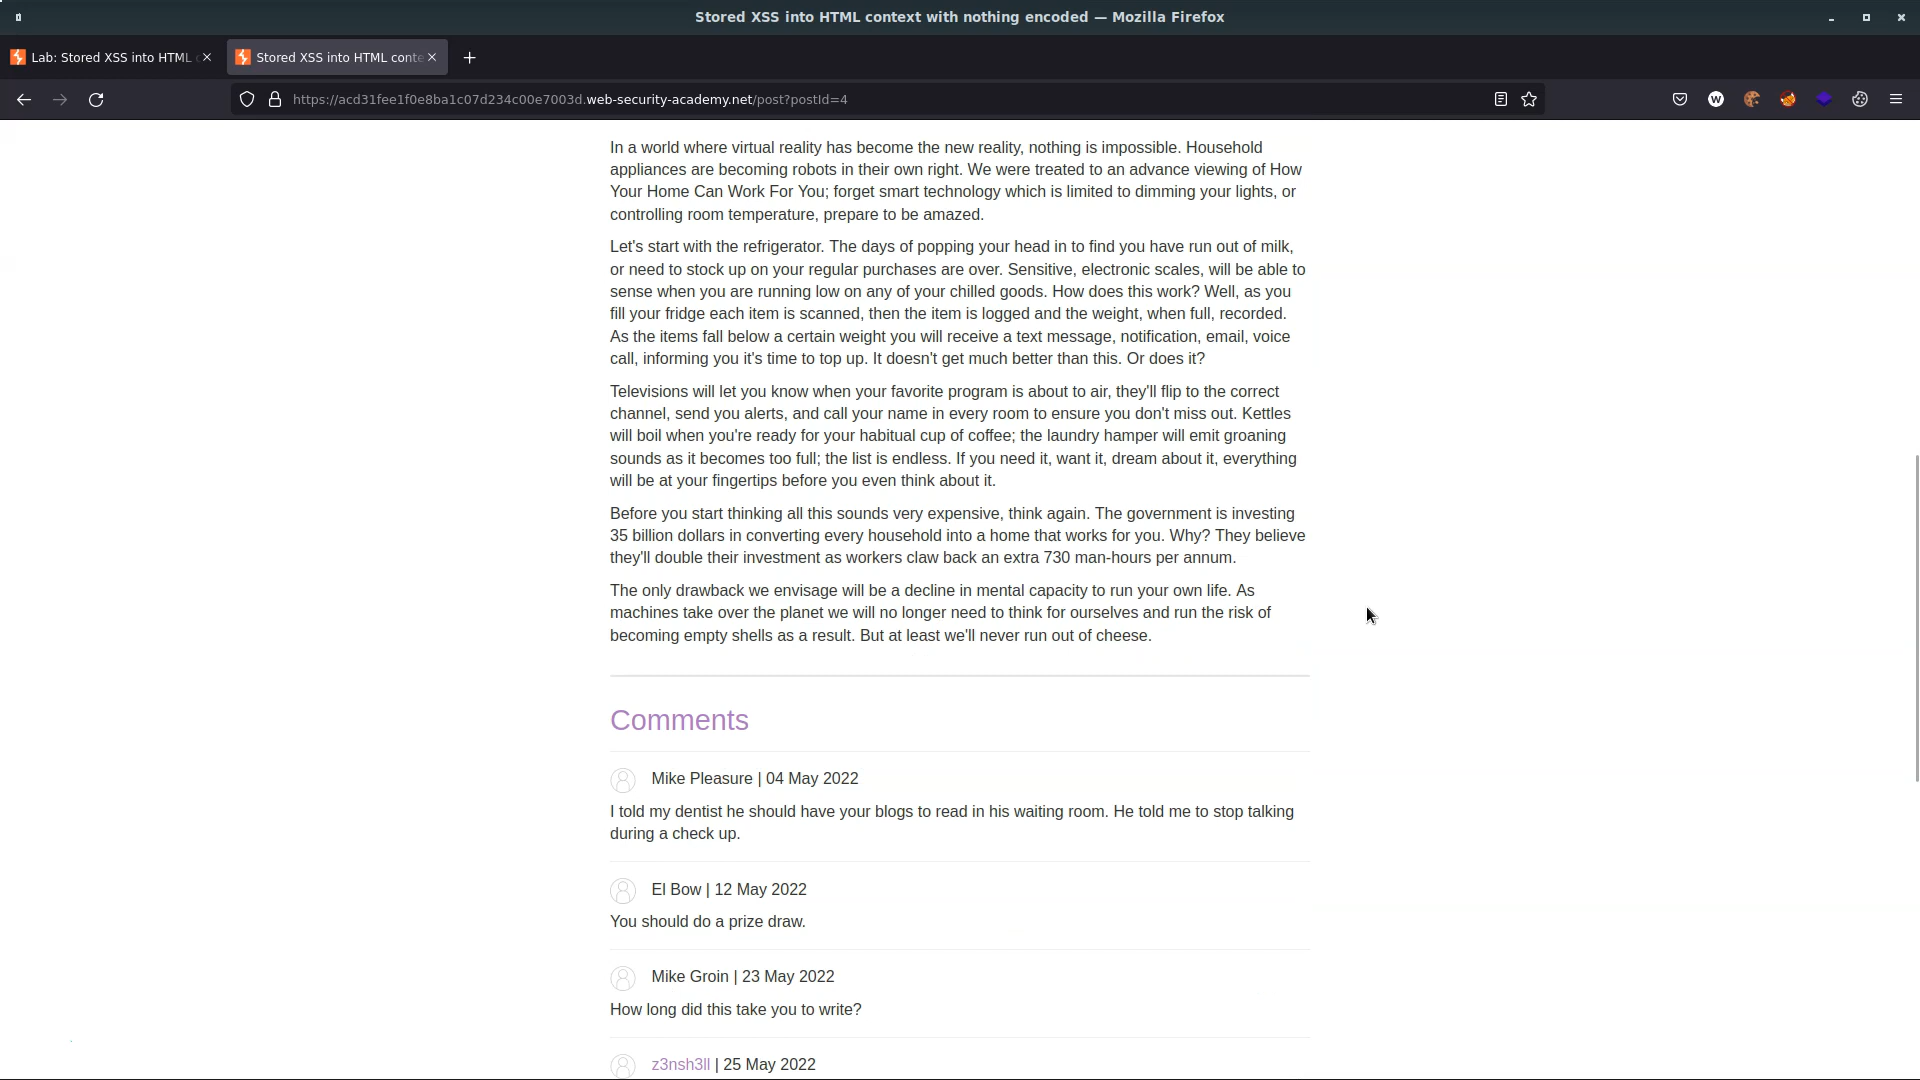 Stored XSS into HTML context with nothing encoded — Mozilla Firefox
Lab: Stored XSS into HTML
Stored XSS into HTML conte
https://acd31fee1f0e8ba1c07d234c00e7003d.web-security-academy.net/post?postId=4
In a world where virtual reality has become the new reality, nothing is impossible. Household
appliances are becoming robots in their own right. We were treated to an advance viewing of How
Your Home Can Work For You; forget smart technology which is limited to dimming your lights, or
controlling room temperature, prepare to be amazed.
Let's start with the refrigerator. The days of popping your head in to find you have run out of milk,
or need to stock up on your regular purchases are over. Sensitive, electronic scales, will be able to
sense when you are running low on any of your chilled goods. How does this work? Well, as you
fill your fridge each item is scanned, then the item is logged and the weight, when full, recorded.
As the items fall below a certain weight you will receive a text message, notification, email, voice
call, informing you it's time to top up. It doesn't get much better than this. Or does it?
Televisions will let you know when your favorite program is about to air, they'll flip to the correct
channel, send you alerts, and call your name in every room to ensure you don't miss out. Kettles
will boil when you're ready for your habitual cup of coffee; the laundry hamper will emit groaning
sounds as it becomes too full; the list is endless. If you need it, want it, dream about it, everything
will be at your fingertips before you even think about it.
Before you start thinking all this sounds very expensive, think again. The government is investing
35 billion dollars in converting every household into a home that works for you. Why? They believe
they'll double their investment as workers claw back an extra 730 man-hours per annum.
The only drawback we envisage will be a decline in mental capacity to run your own life. As
machines take over the planet we will no longer need to think for ourselves and run the risk of
becoming empty shells as a result. But at least we'll never run out of cheese.
Comments
Mike Pleasure | 04 May 2022
I told my dentist he should have your blogs to read in his waiting room. He told me to stop talking
during a check up.
El Bow | 12 May 2022
You should do a prize draw.
Mike Groin | 23 May 2022
How long did this take you to write?
z3nsh3ll | 25 May 2022